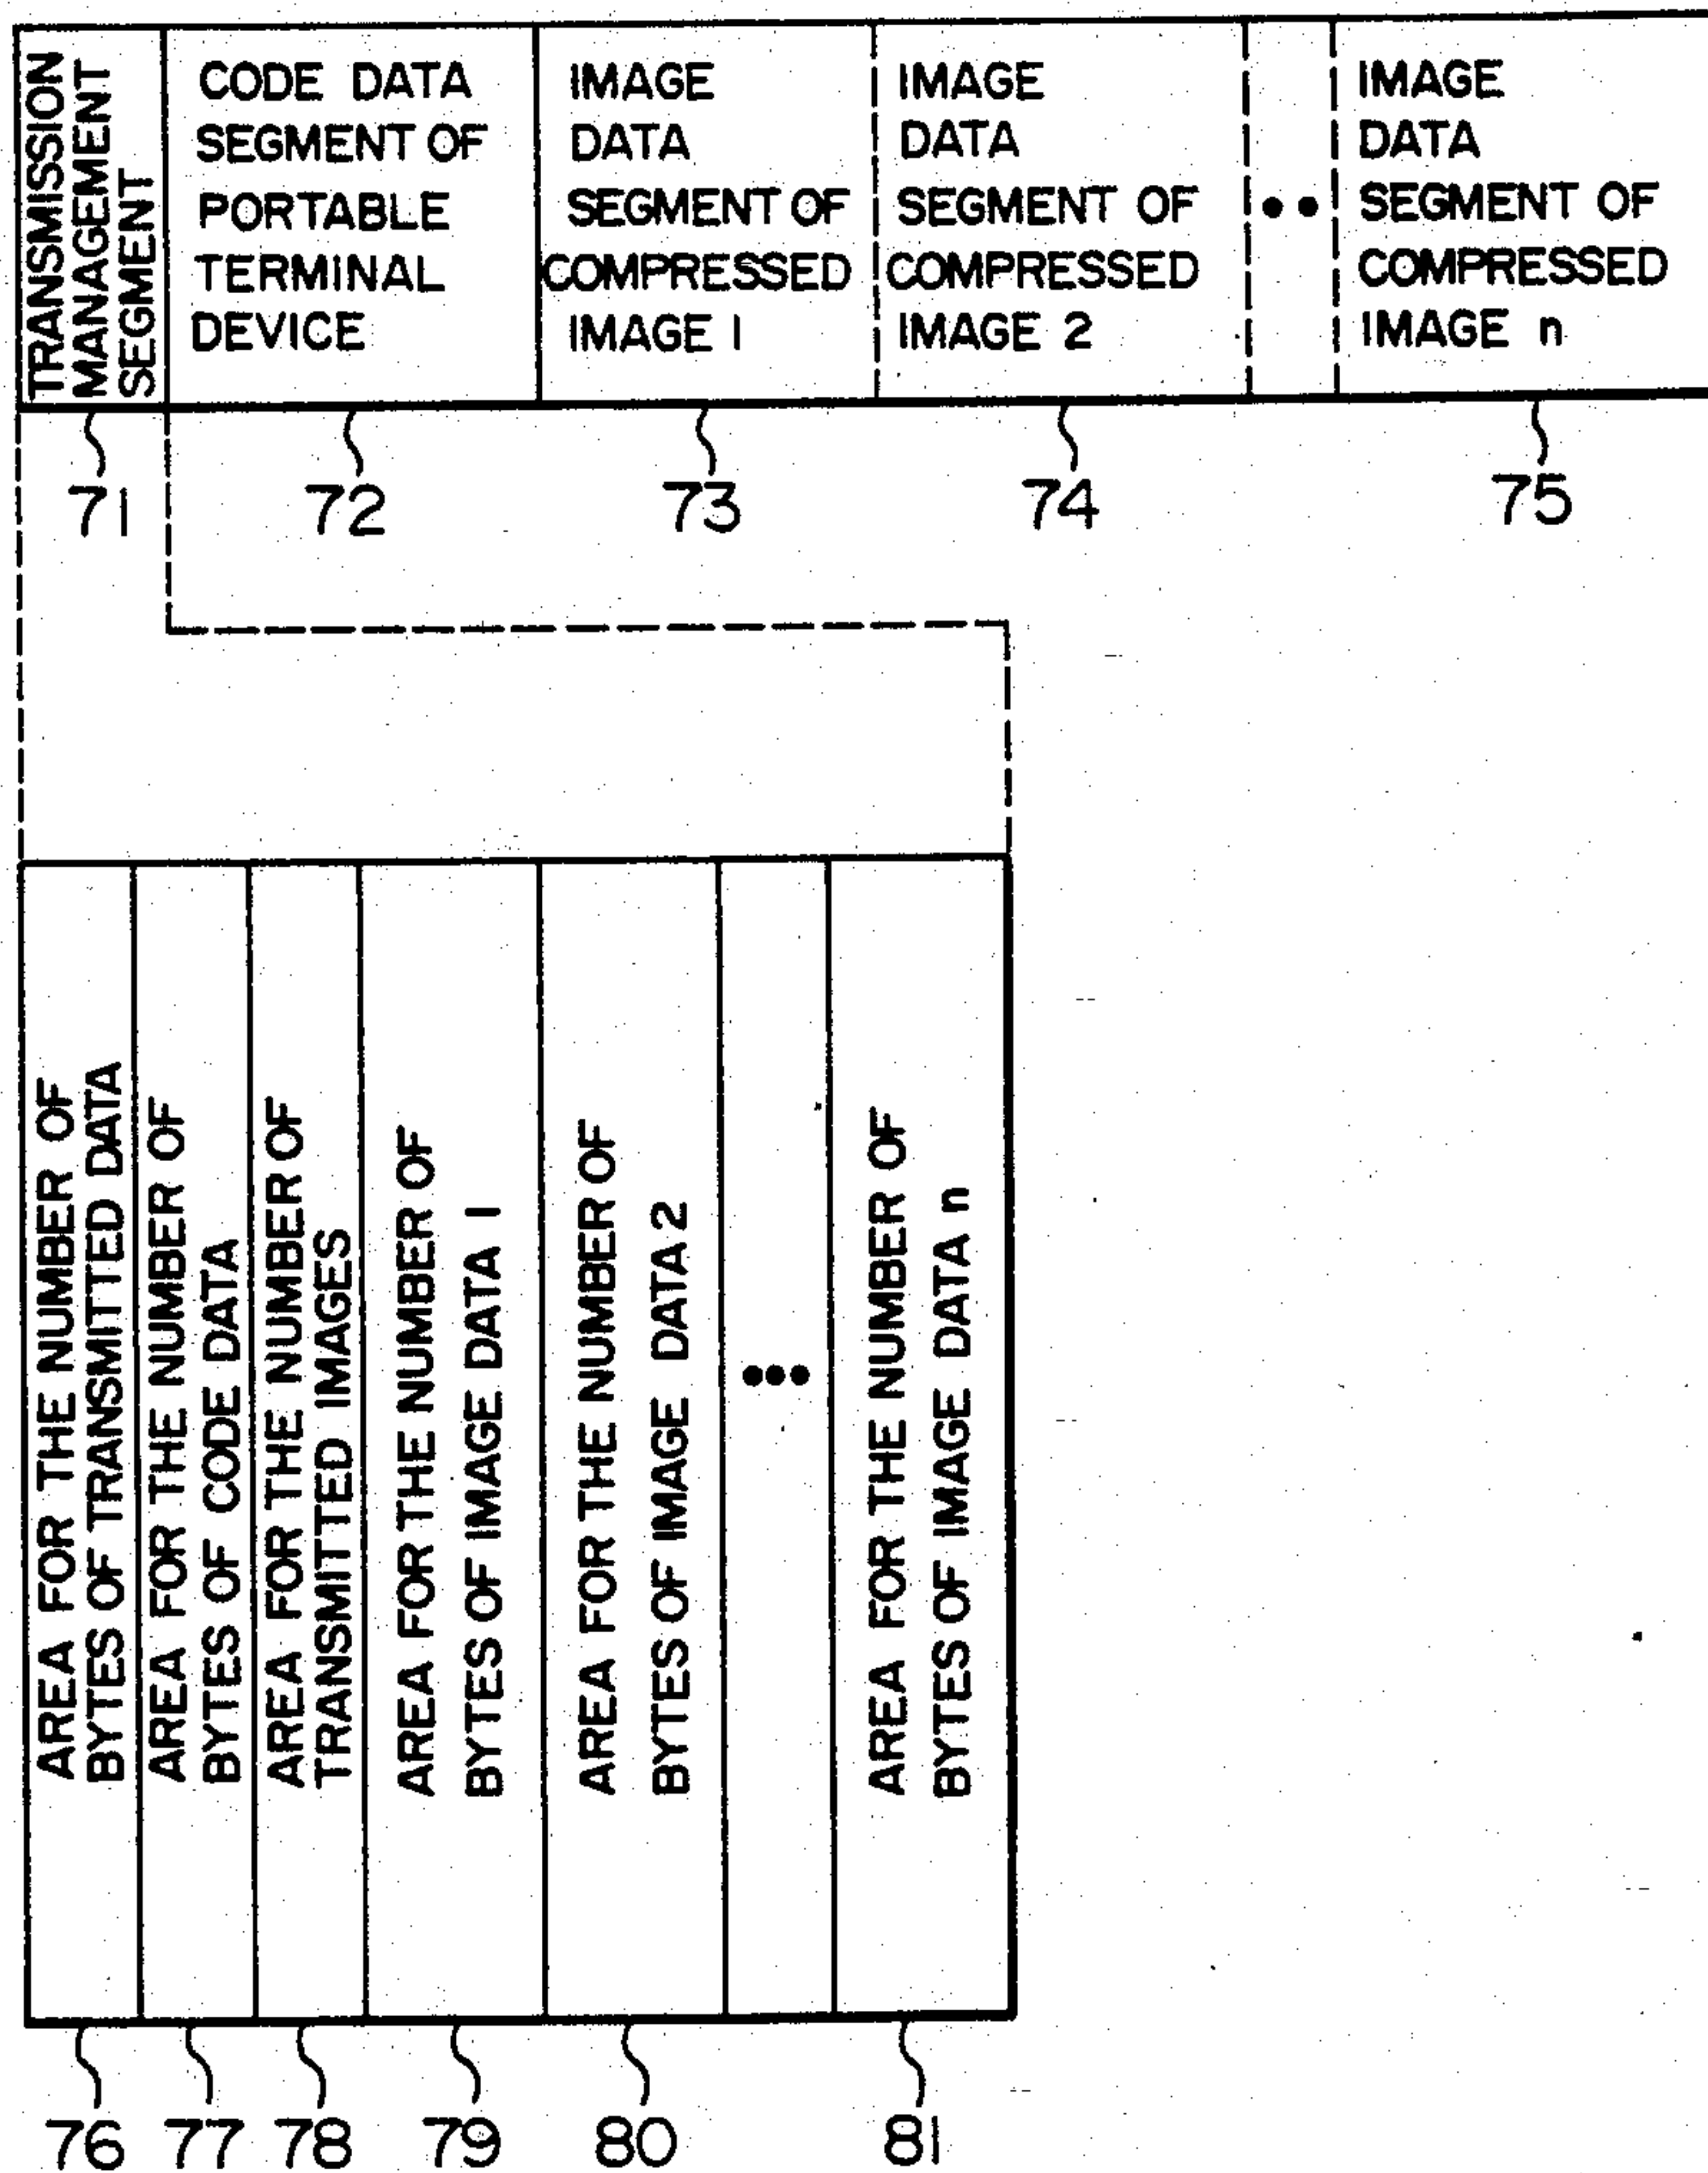 TRANSMISSION
MANAGEMENT
SEGMENT
CODE DATA
SEGMENT OF
PORTABLE
TERMINAL
DEVICE
IMAGE
DATA
SEGMENT OF
COMPRESSED
IMAGE 1
IMAGE
DATA
SEGMENT OF
COMPRESSED
IMAGE 2
••
IMAGE
DATA
SEGMENT OF
COMPRESSED
IMAGE n
71
72
73
74
75
AREA FOR THE NUMBER OF
BYTES OF TRANSMITTED DATA
AREA FOR THE NUMBER OF
BYTES OF CODE DATA
AREA FOR THE NUMBER OF
TRANSMITTED IMAGES
AREA FOR THE NUMBER OF
BYTES OF IMAGE DATA 1
AREA FOR THE NUMBER OF
BYTES OF IMAGE DATA 2
•••
AREA FOR THE NUMBER OF
BYTES OF IMAGE DATA n
76
77
78
79
80
81